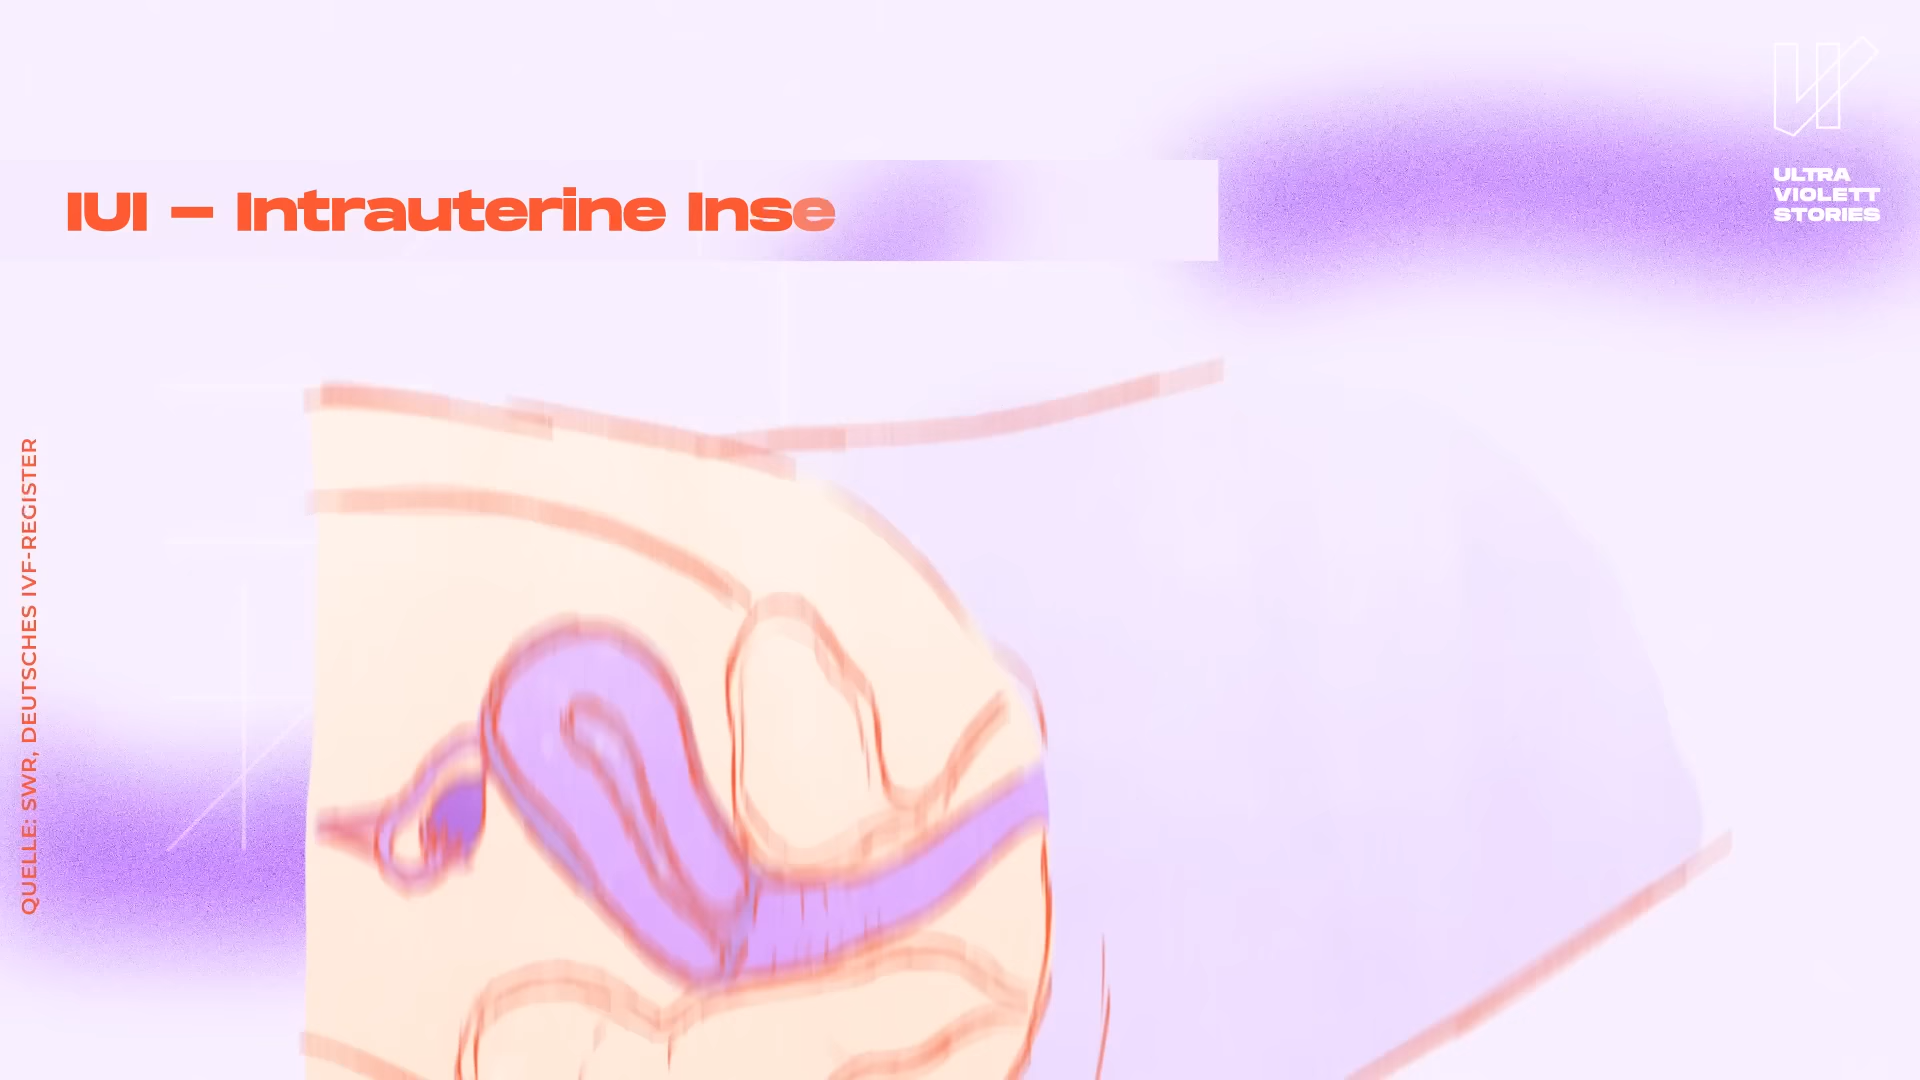 IUI – Intrauterine Inse
ULTRA
VIOLETT
STORIES
QUELLE: SWR, DEUTSCHES IVF-REGISTER